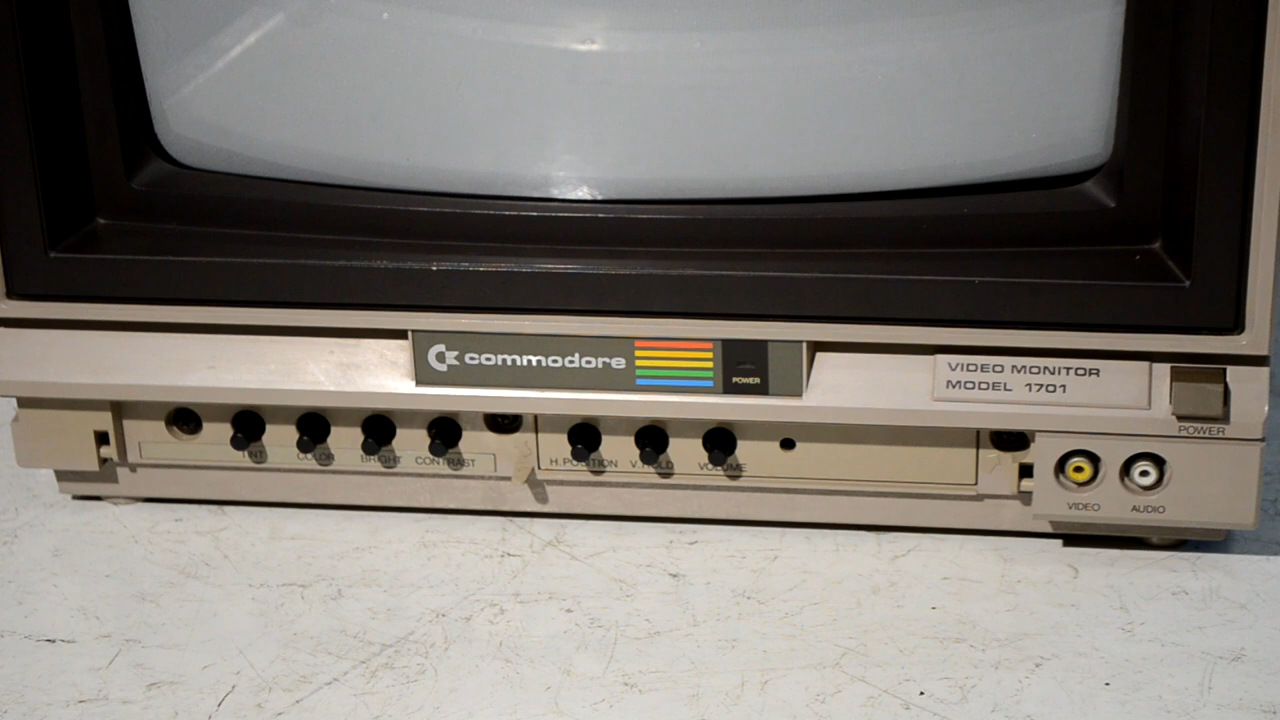 commodore
POWER
VIDEO MONITOR
MODEL 1701
POWER
TINT COLOR BRIGHT CONTRAST H.POSITION V.HOLD VOLUME
VIDEO AUDIO